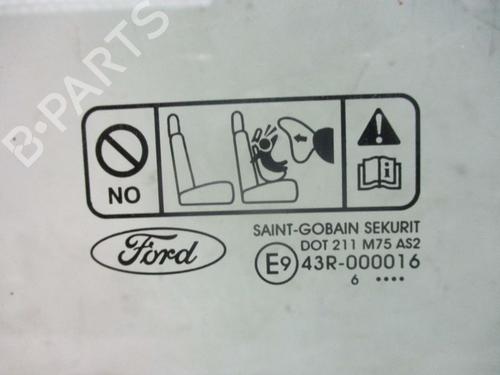 B-PARTS
NO
Ford
SAINT-GOBAIN SEKURIT
DOT 211 M75 AS2
E9 43R-000016
6 ....